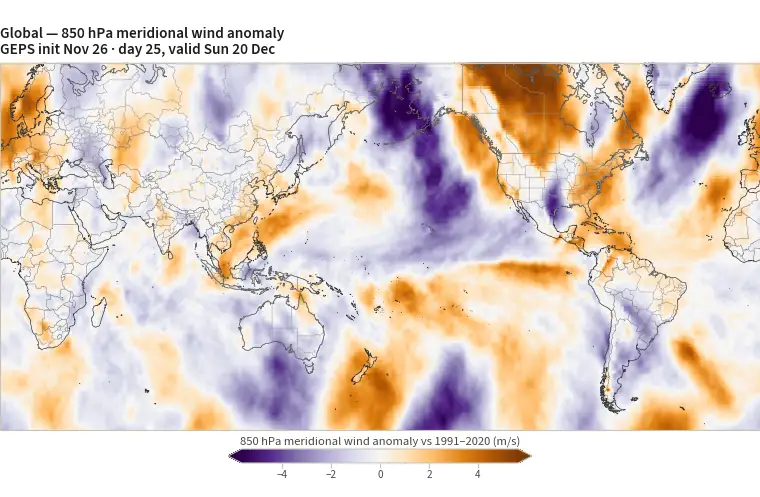 Global — 850 hPa meridional wind anomaly
GEPS init Nov 26 · day 25, valid Sun 20 Dec
850 hPa meridional wind anomaly vs 1991–2020 (m/s)
−4 −2 0 2 4